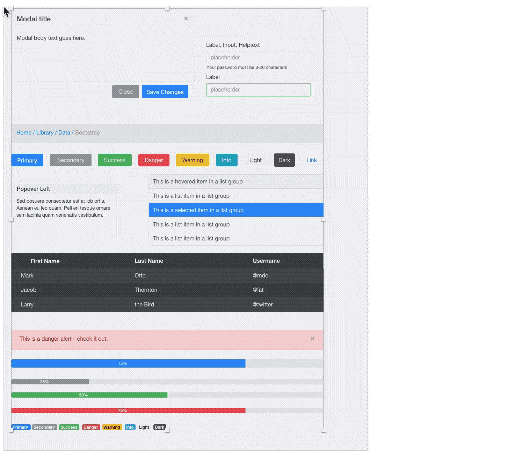 Modal title ×
Modal body text goes here.
Label, Input, Helptext
placeholder
Your password must be 8-20 characters
Label
placeholder
Close Save Changes
Home / Library / Data / Bootstrap
Primary Secondary Success Danger Warning Info Light Dark Link
Popover Left
Sed posuere consectetur est at lobortis.
Aenean eu leo quam. Pellentesque ornare
sem lacinia quam venenatis vestibulum.
This is a hovered item in a list group
This is a list item in a list group
This is a selected item in a list group
This is a list item in a list group
This is a list item in a list group
First Name Last Name Username
Mark Otto @mdo
Jacob Thornton @fat
Larry the Bird @twitter
This is a danger alert - check it out. ×
75%
25%
50%
75%
Primary Secondary Success Danger Warning Info Light Dark